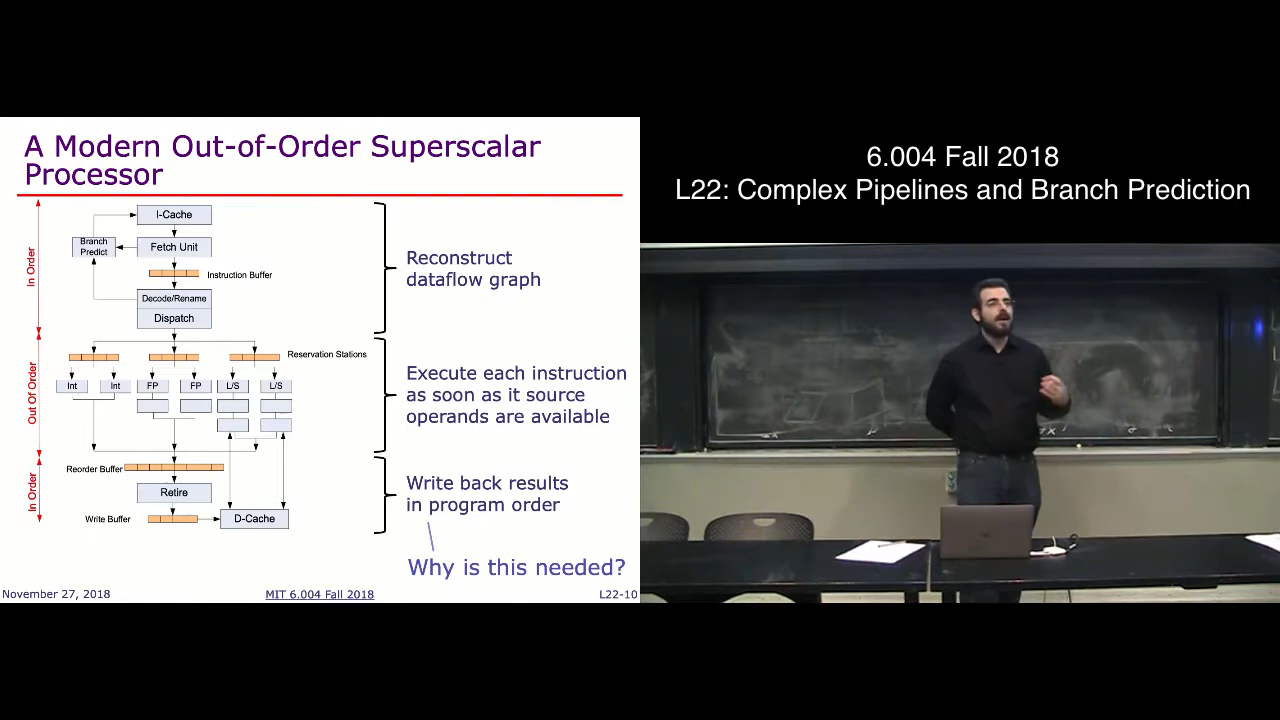 A Modern Out-of-Order Superscalar
Processor
In Order
I-Cache
Branch
Predict
Fetch Unit
Instruction Buffer
Decode/Rename
Dispatch
Reconstruct
dataflow graph
Out Of Order
Reservation Stations
Int
Int
FP
FP
L/S
L/S
Execute each instruction
as soon as it source
operands are available
In Order
Reorder Buffer
Retire
Write Buffer
D-Cache
Write back results
in program order
Why is this needed?
November 27, 2018
MIT 6.004 Fall 2018
L22-10
6.004 Fall 2018
L22: Complex Pipelines and Branch Prediction